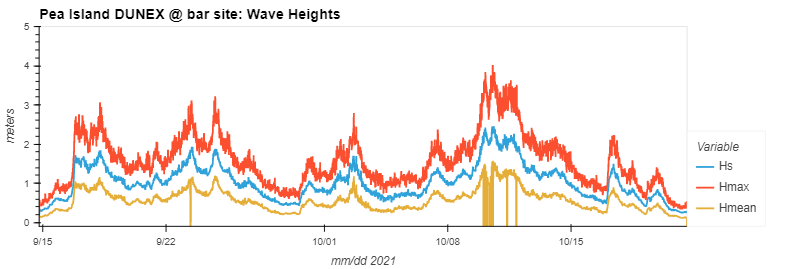 Pea Island DUNEX @ bar site: Wave Heights
5
4
3
2
1
0
meters
9/15
9/22
10/01
10/08
10/15
mm/dd 2021
Variable
Hs
Hmax
Hmean